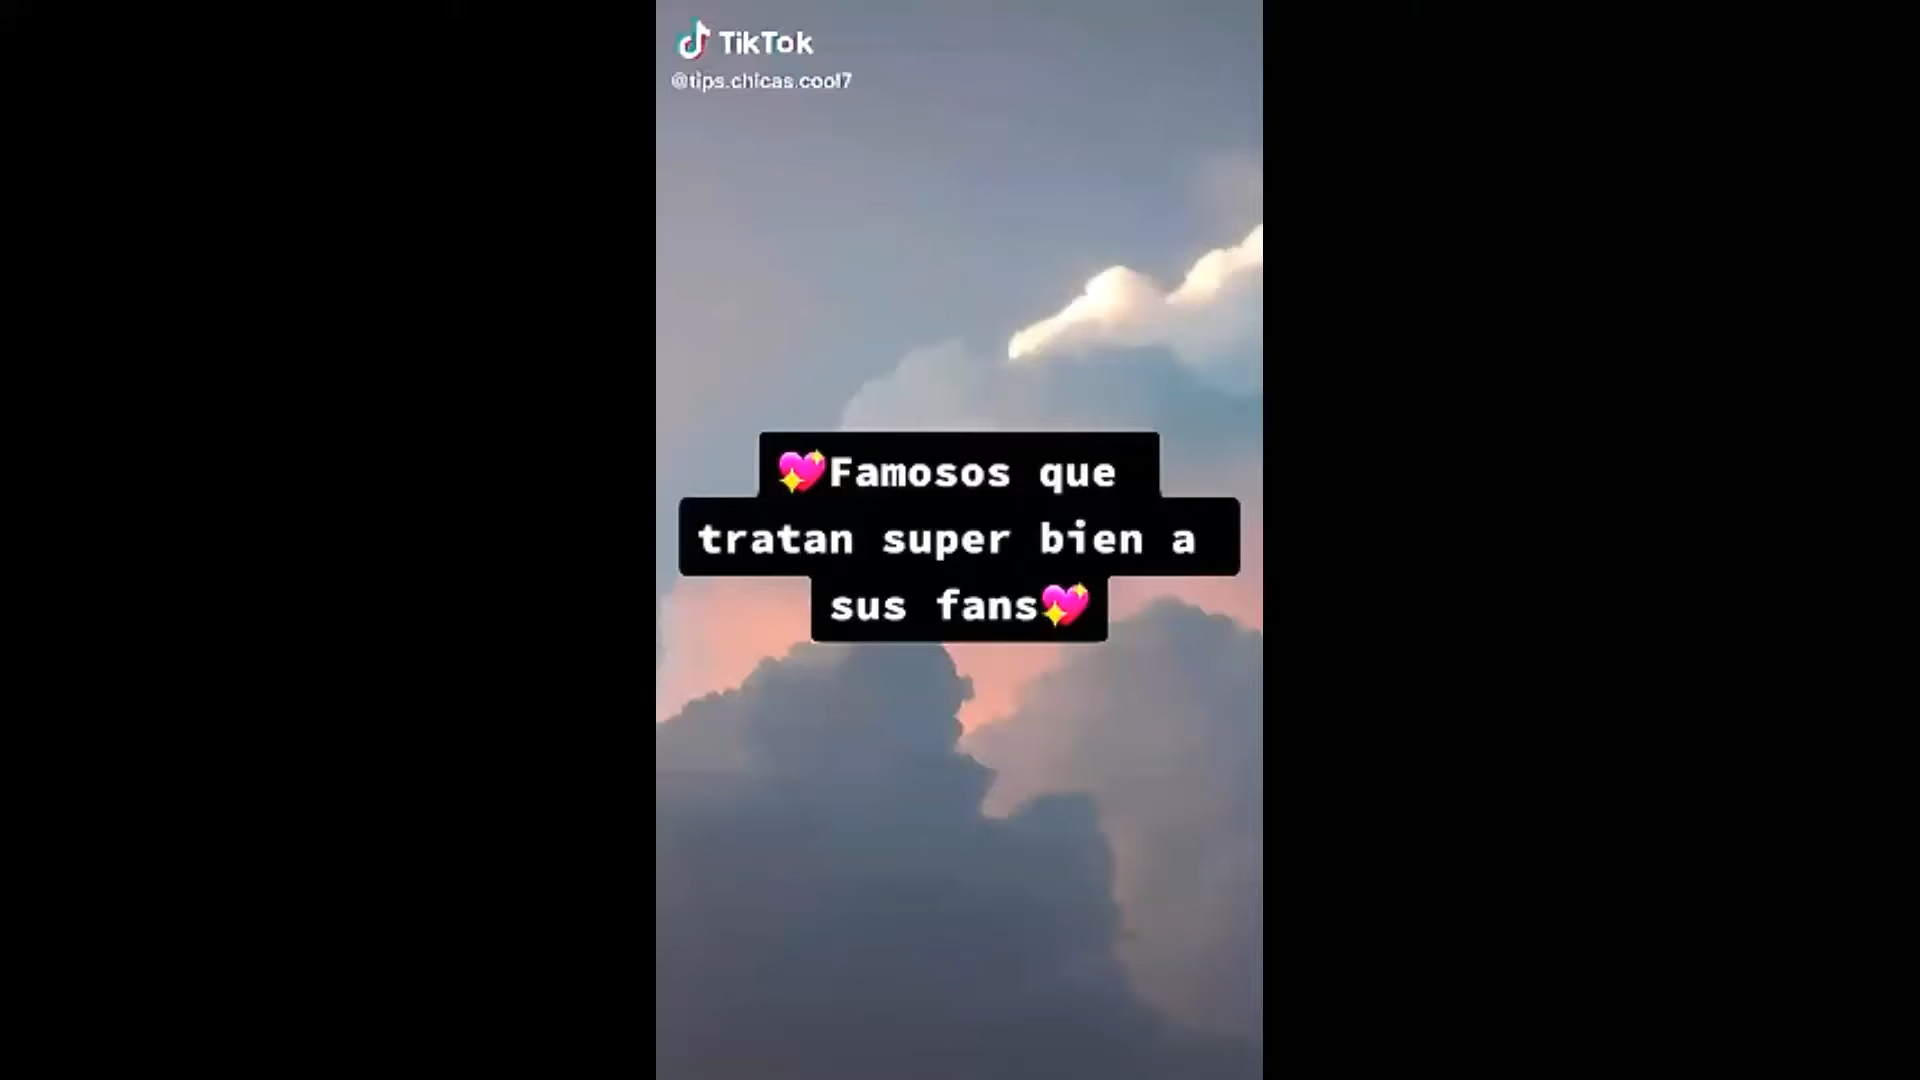 TikTok
@tips.chicas.cool7
💖Famosos que
tratan super bien a
sus fans💖